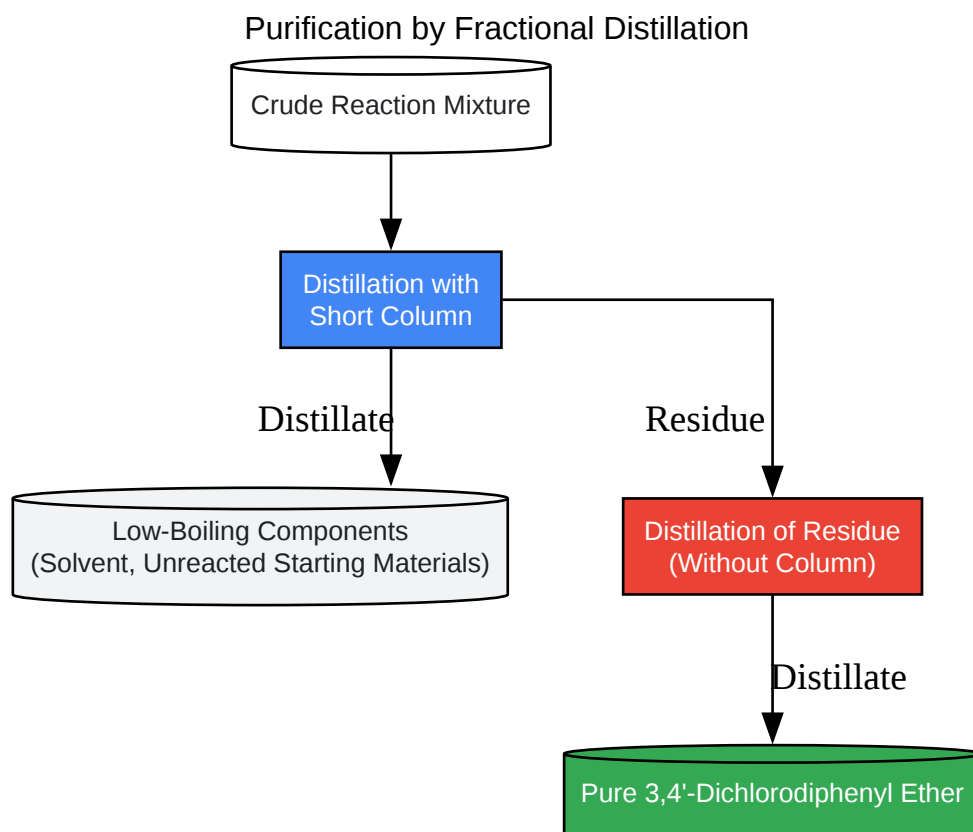 Purification by Fractional Distillation
Crude Reaction Mixture
Distillation with
Short Column
Distillate
Residue
Low-Boiling Components
(Solvent, Unreacted Starting Materials)
Distillation of Residue
(Without Column)
Distillate
Pure 3,4'-Dichlorodiphenyl Ether